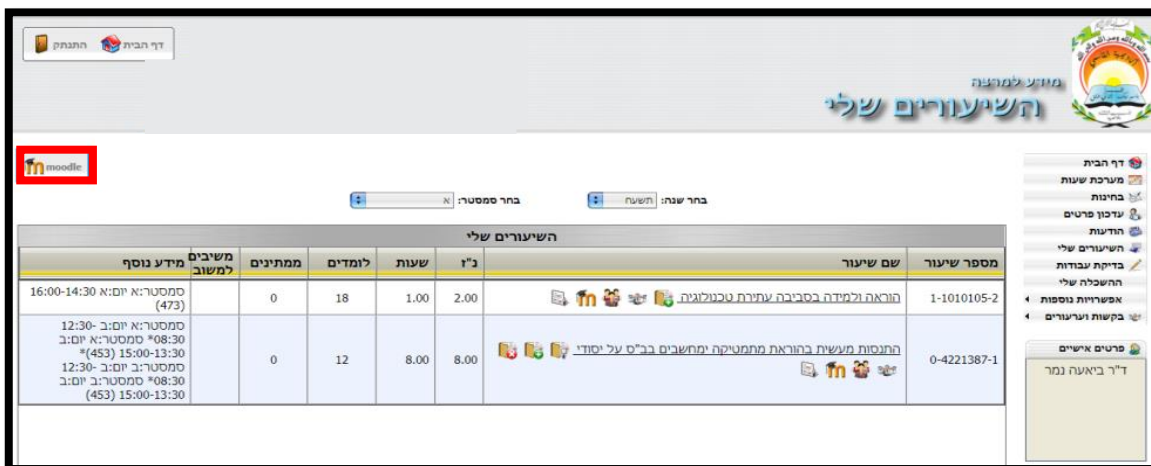 דף הבית התנתק
מידע למרצה
השיעורים שלי
moodle
בחר שנה: תשעח בחר סמסטר: א
דף הבית
מערכת שעות
בחינות
עדכון פרטים
הודעות
השיעורים שלי
בדיקת עבודות
ההשכלה שלי
אפשרויות נוספות
בקשות וערעורים
פרטים אישיים
ד"ר ביאעה נמר
השיעורים שלי
מספר שיעור שם שיעור נ"ז שעות לומדים ממתינים משיבים למשוב מידע נוסף
1-1010105-2 הוראה ולמידה בסביבה עתירת טכנולוגיה 2.00 1.00 18 0 סמסטר:א יום:א 16:00-14:30
(473)
0-4221387-1 התנסות מעשית בהוראת מתמטיקה ימחשבים בב"ס על יסודי 8.00 8.00 12 0
סמסטר:א יום:ב 12:30-
08:30* סמסטר:א יום:ב
15:00-13:30 (453)*
סמסטר:ב יום:ב 12:30-
08:30* סמסטר:ב יום:ב
15:00-13:30 (453)